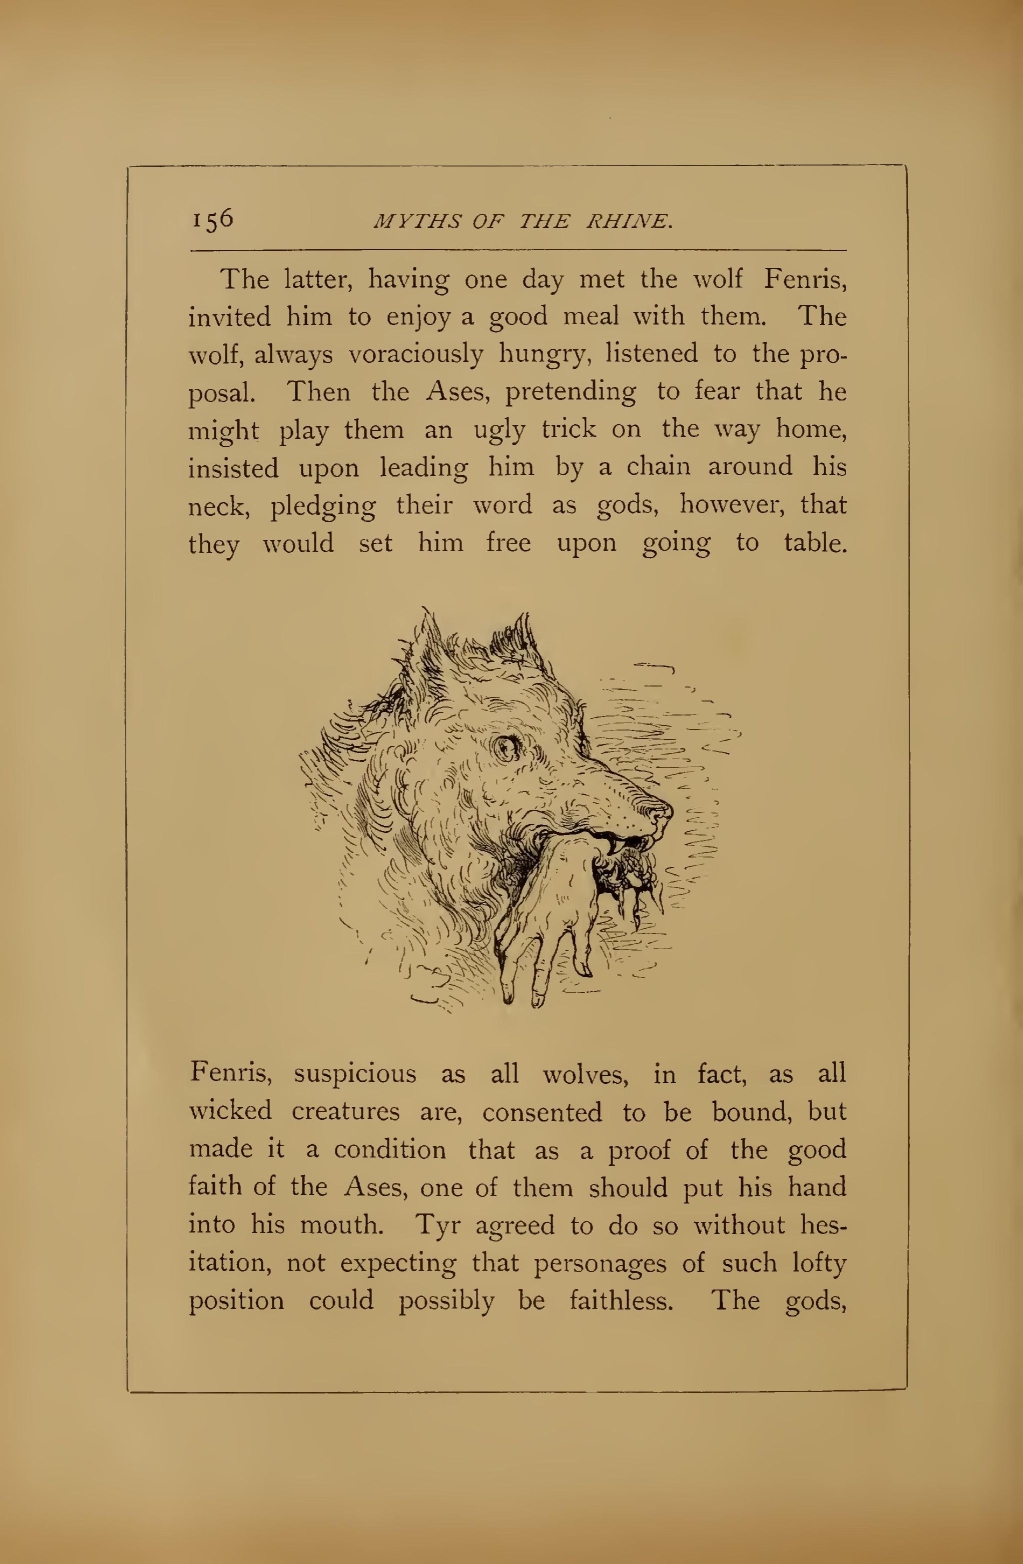 156 MYTHS OF THE RHINE.
The latter, having one day met the wolf Fenris,
invited him to enjoy a good meal with them. The
wolf, always voraciously hungry, listened to the pro-
posal. Then the Ases, pretending to fear that he
might play them an ugly trick on the way home,
insisted upon leading him by a chain around his
neck, pledging their word as gods, however, that
they would set him free upon going to table.
Fenris, suspicious as all wolves, in fact, as all
wicked creatures are, consented to be bound, but
made it a condition that as a proof of the good
faith of the Ases, one of them should put his hand
into his mouth. Tyr agreed to do so without hes-
itation, not expecting that personages of such lofty
position could possibly be faithless. The gods,